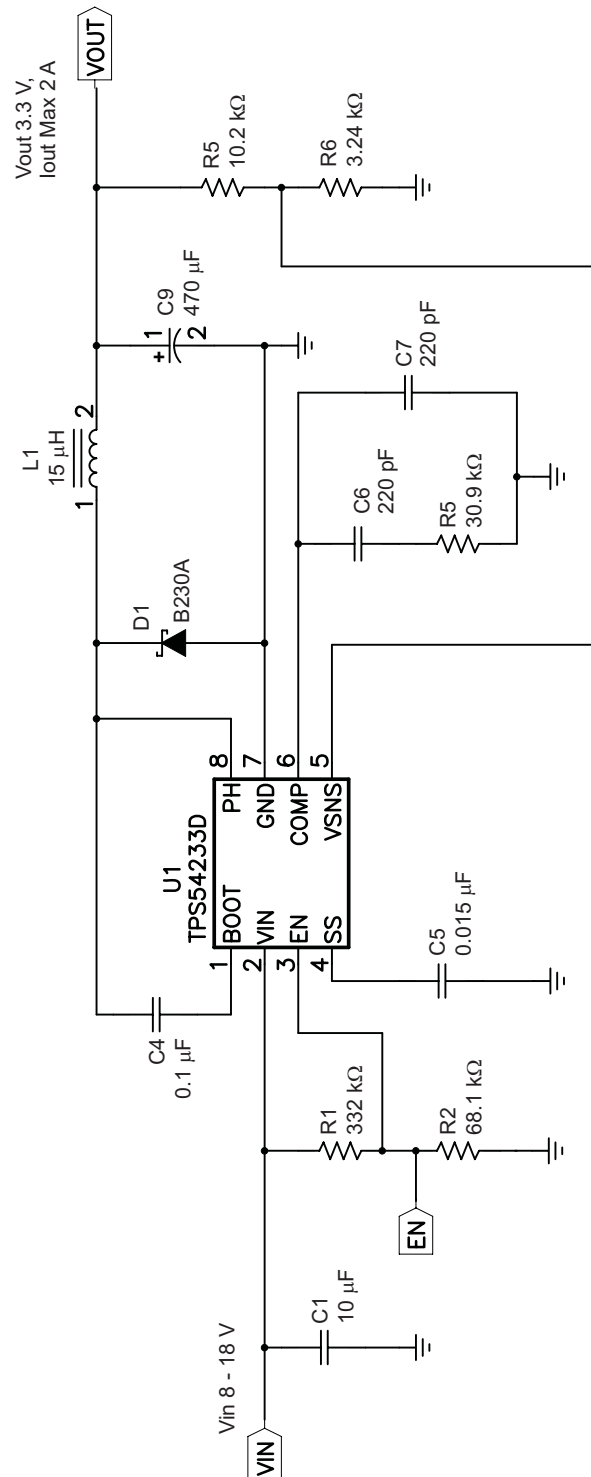 Vin 8 - 18 V
VIN
C1
10 µF
EN
R1
332 kΩ
R2
68.1 kΩ
C4
0.1 µF
C5
0.015 µF
U1
TPS54233D
1
BOOT
2
VIN
3
EN
4
SS
8
PH
7
GND
6
COMP
5
VSNS
D1
B230A
L1
15 µH
1
2
C6
220 pF
R5
30.9 kΩ
C7
220 pF
C9
470 µF
+
1
2
Vout 3.3 V,
Iout Max 2 A
VOUT
R5
10.2 kΩ
R6
3.24 kΩ